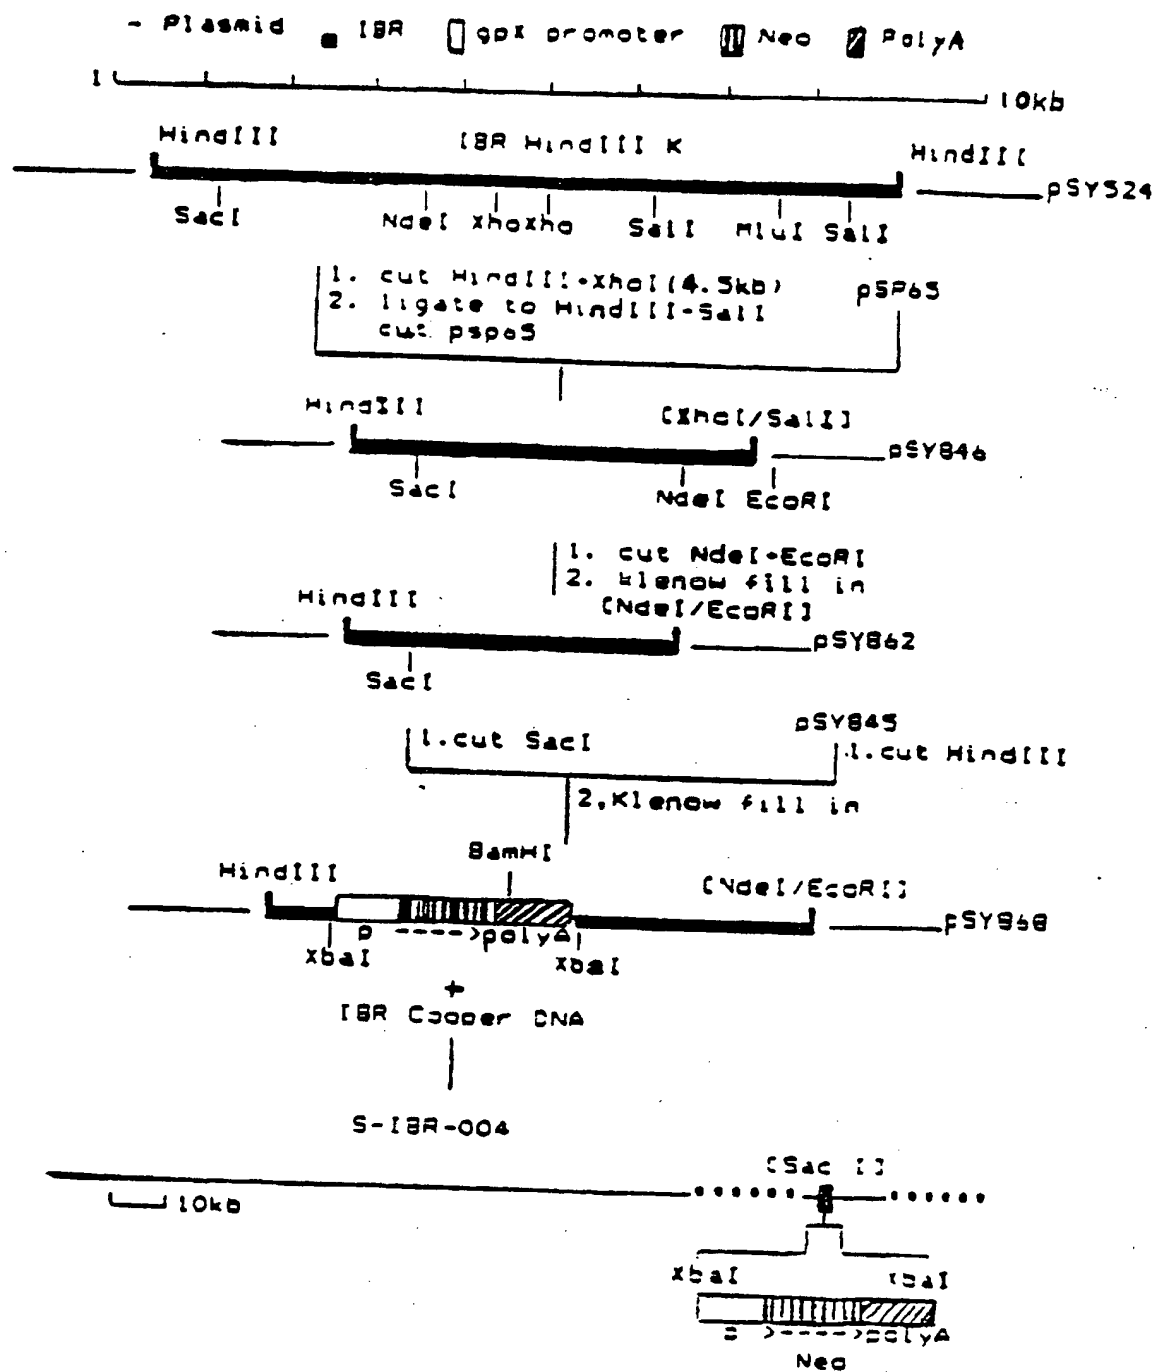 - Plasmid IBR gpX promoter Neo PolyA
1 10kb
HindIII IBR HindIII K HindIII
pSY524
SacI NdeI Xho Xho SalI MluI SalI
1. cut HindIII+XhoI(4.5kb) pSP65
2. ligate to HindIII-SalI
cut psp65
HindIII [XhoI/SalI]
pSY846
SacI NdeI EcoRI
1. cut NdeI+EcoRI
2. Klenow fill in
HindIII [NdeI/EcoRI]
pSY862
SacI
pSY845
1.cut SacI 1.cut HindIII
2,Klenow fill in
BamHI
HindIII [NdeI/EcoRI]
pSY868
p ---->polyA
XbaI XbaI
+
IBR Cooper DNA
S-IBR-004
[Sac I]
10kb
XbaI XbaI
p >---->polyA
Neo